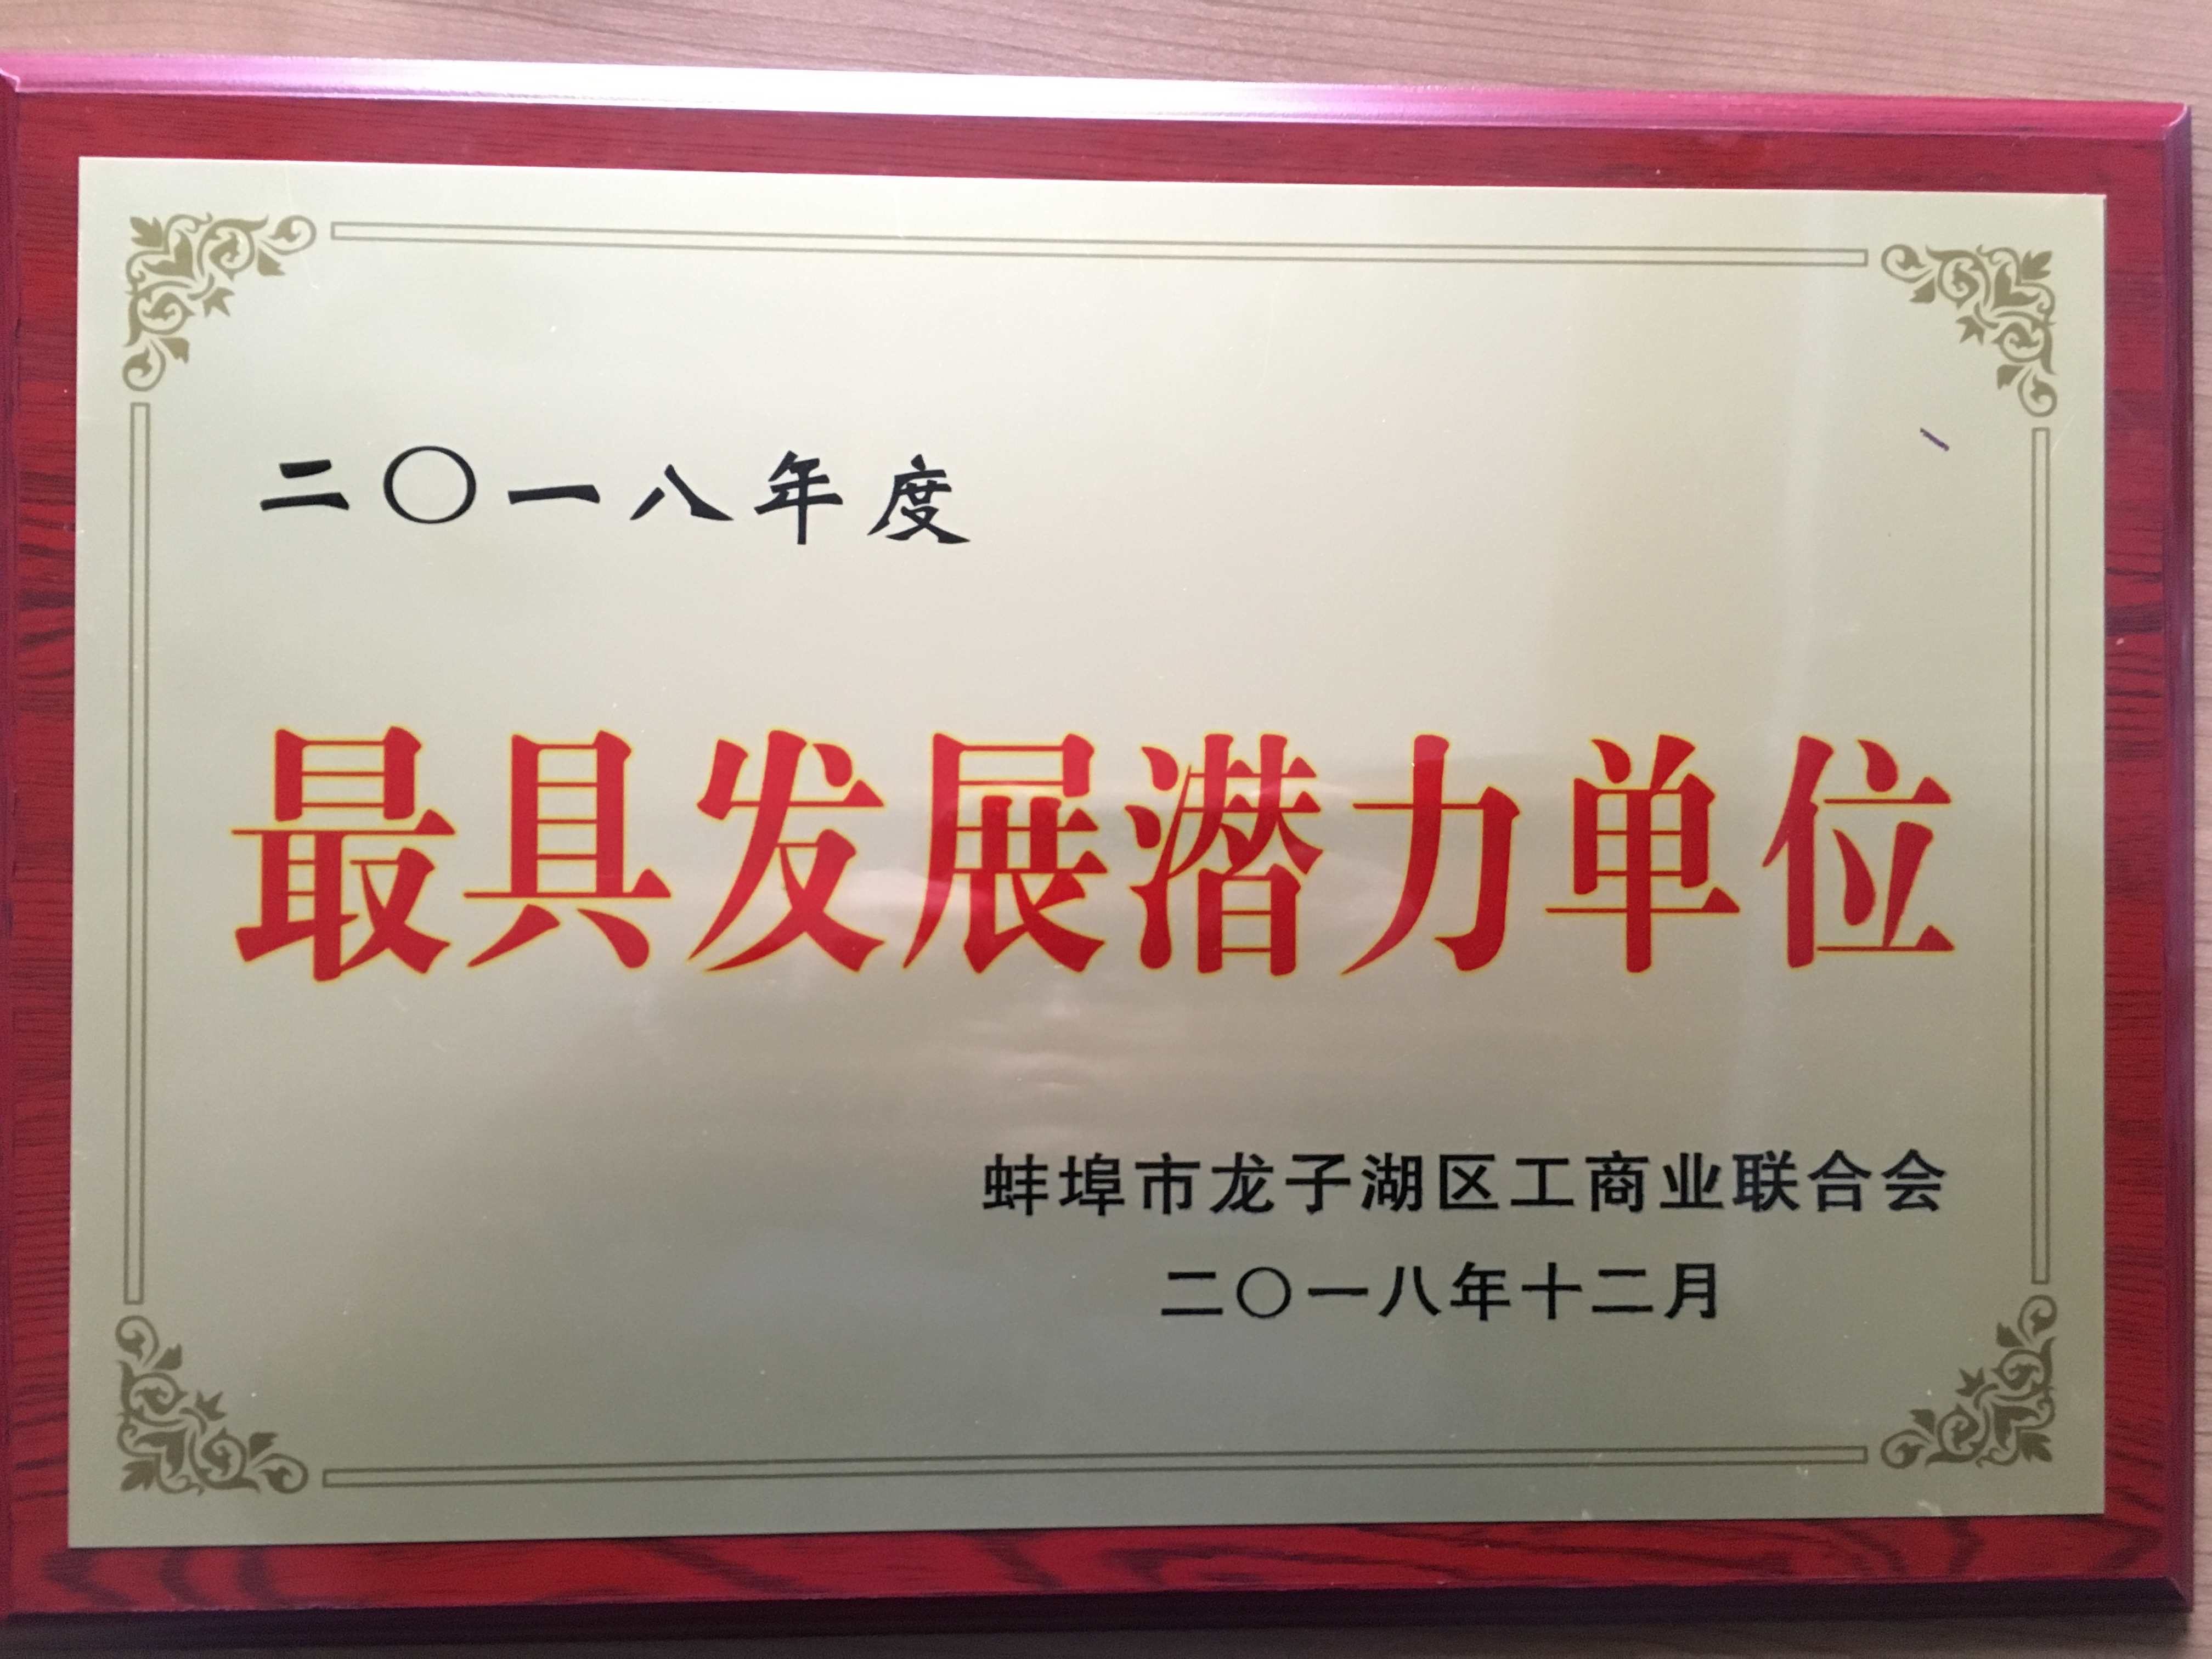 二〇一八年度
最具发展潜力单位
蚌埠市龙子湖区工商业联合会
二〇一八年十二月